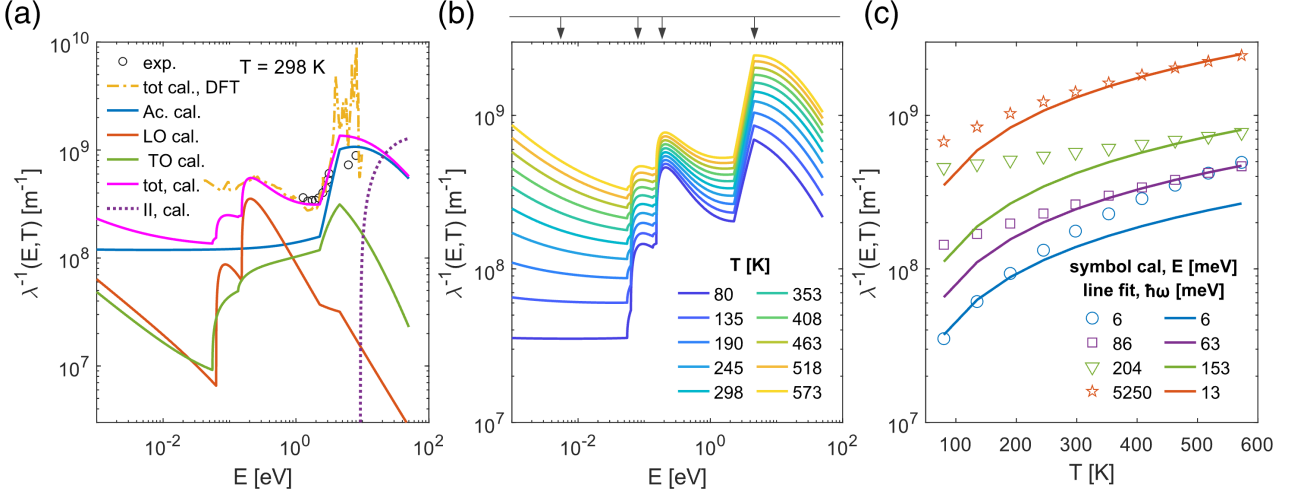 (a)
10^10
10^9
10^8
10^7
λ^-1(E,T) [m^-1]
T = 298 K
exp.
tot cal., DFT
Ac. cal.
LO cal.
TO cal.
tot, cal.
II, cal.
10^-2
10^0
10^2
E [eV]
(b)
10^9
10^8
10^7
λ^-1(E,T) [m^-1]
T [K]
80 353
135 408
190 463
245 518
298 573
10^-2
10^0
10^2
E [eV]
(c)
10^9
10^8
10^7
λ^-1(E,T) [m^-1]
symbol cal, E [meV]
line fit, ħω [meV]
6 6
86 63
204 153
5250 13
100 200 300 400 500 600
T [K]